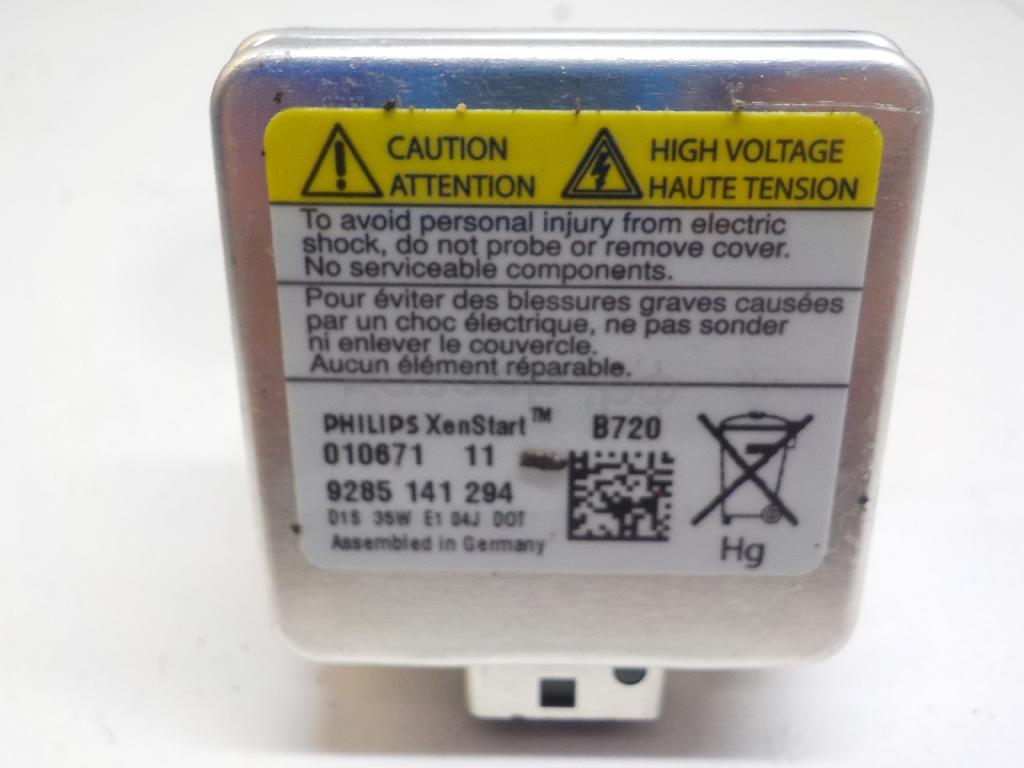 CAUTION
ATTENTION
HIGH VOLTAGE
HAUTE TENSION
To avoid personal injury from electric
shock, do not probe or remove cover.
No serviceable components.
Pour éviter des blessures graves causées
par un choc électrique, ne pas sonder
ni enlever le couvercle.
Aucun élément réparable.
PHILIPS XenStart™ B720
010671 11
9285 141 294
D1S 35W E1 04J DOT
Assembled in Germany
Hg